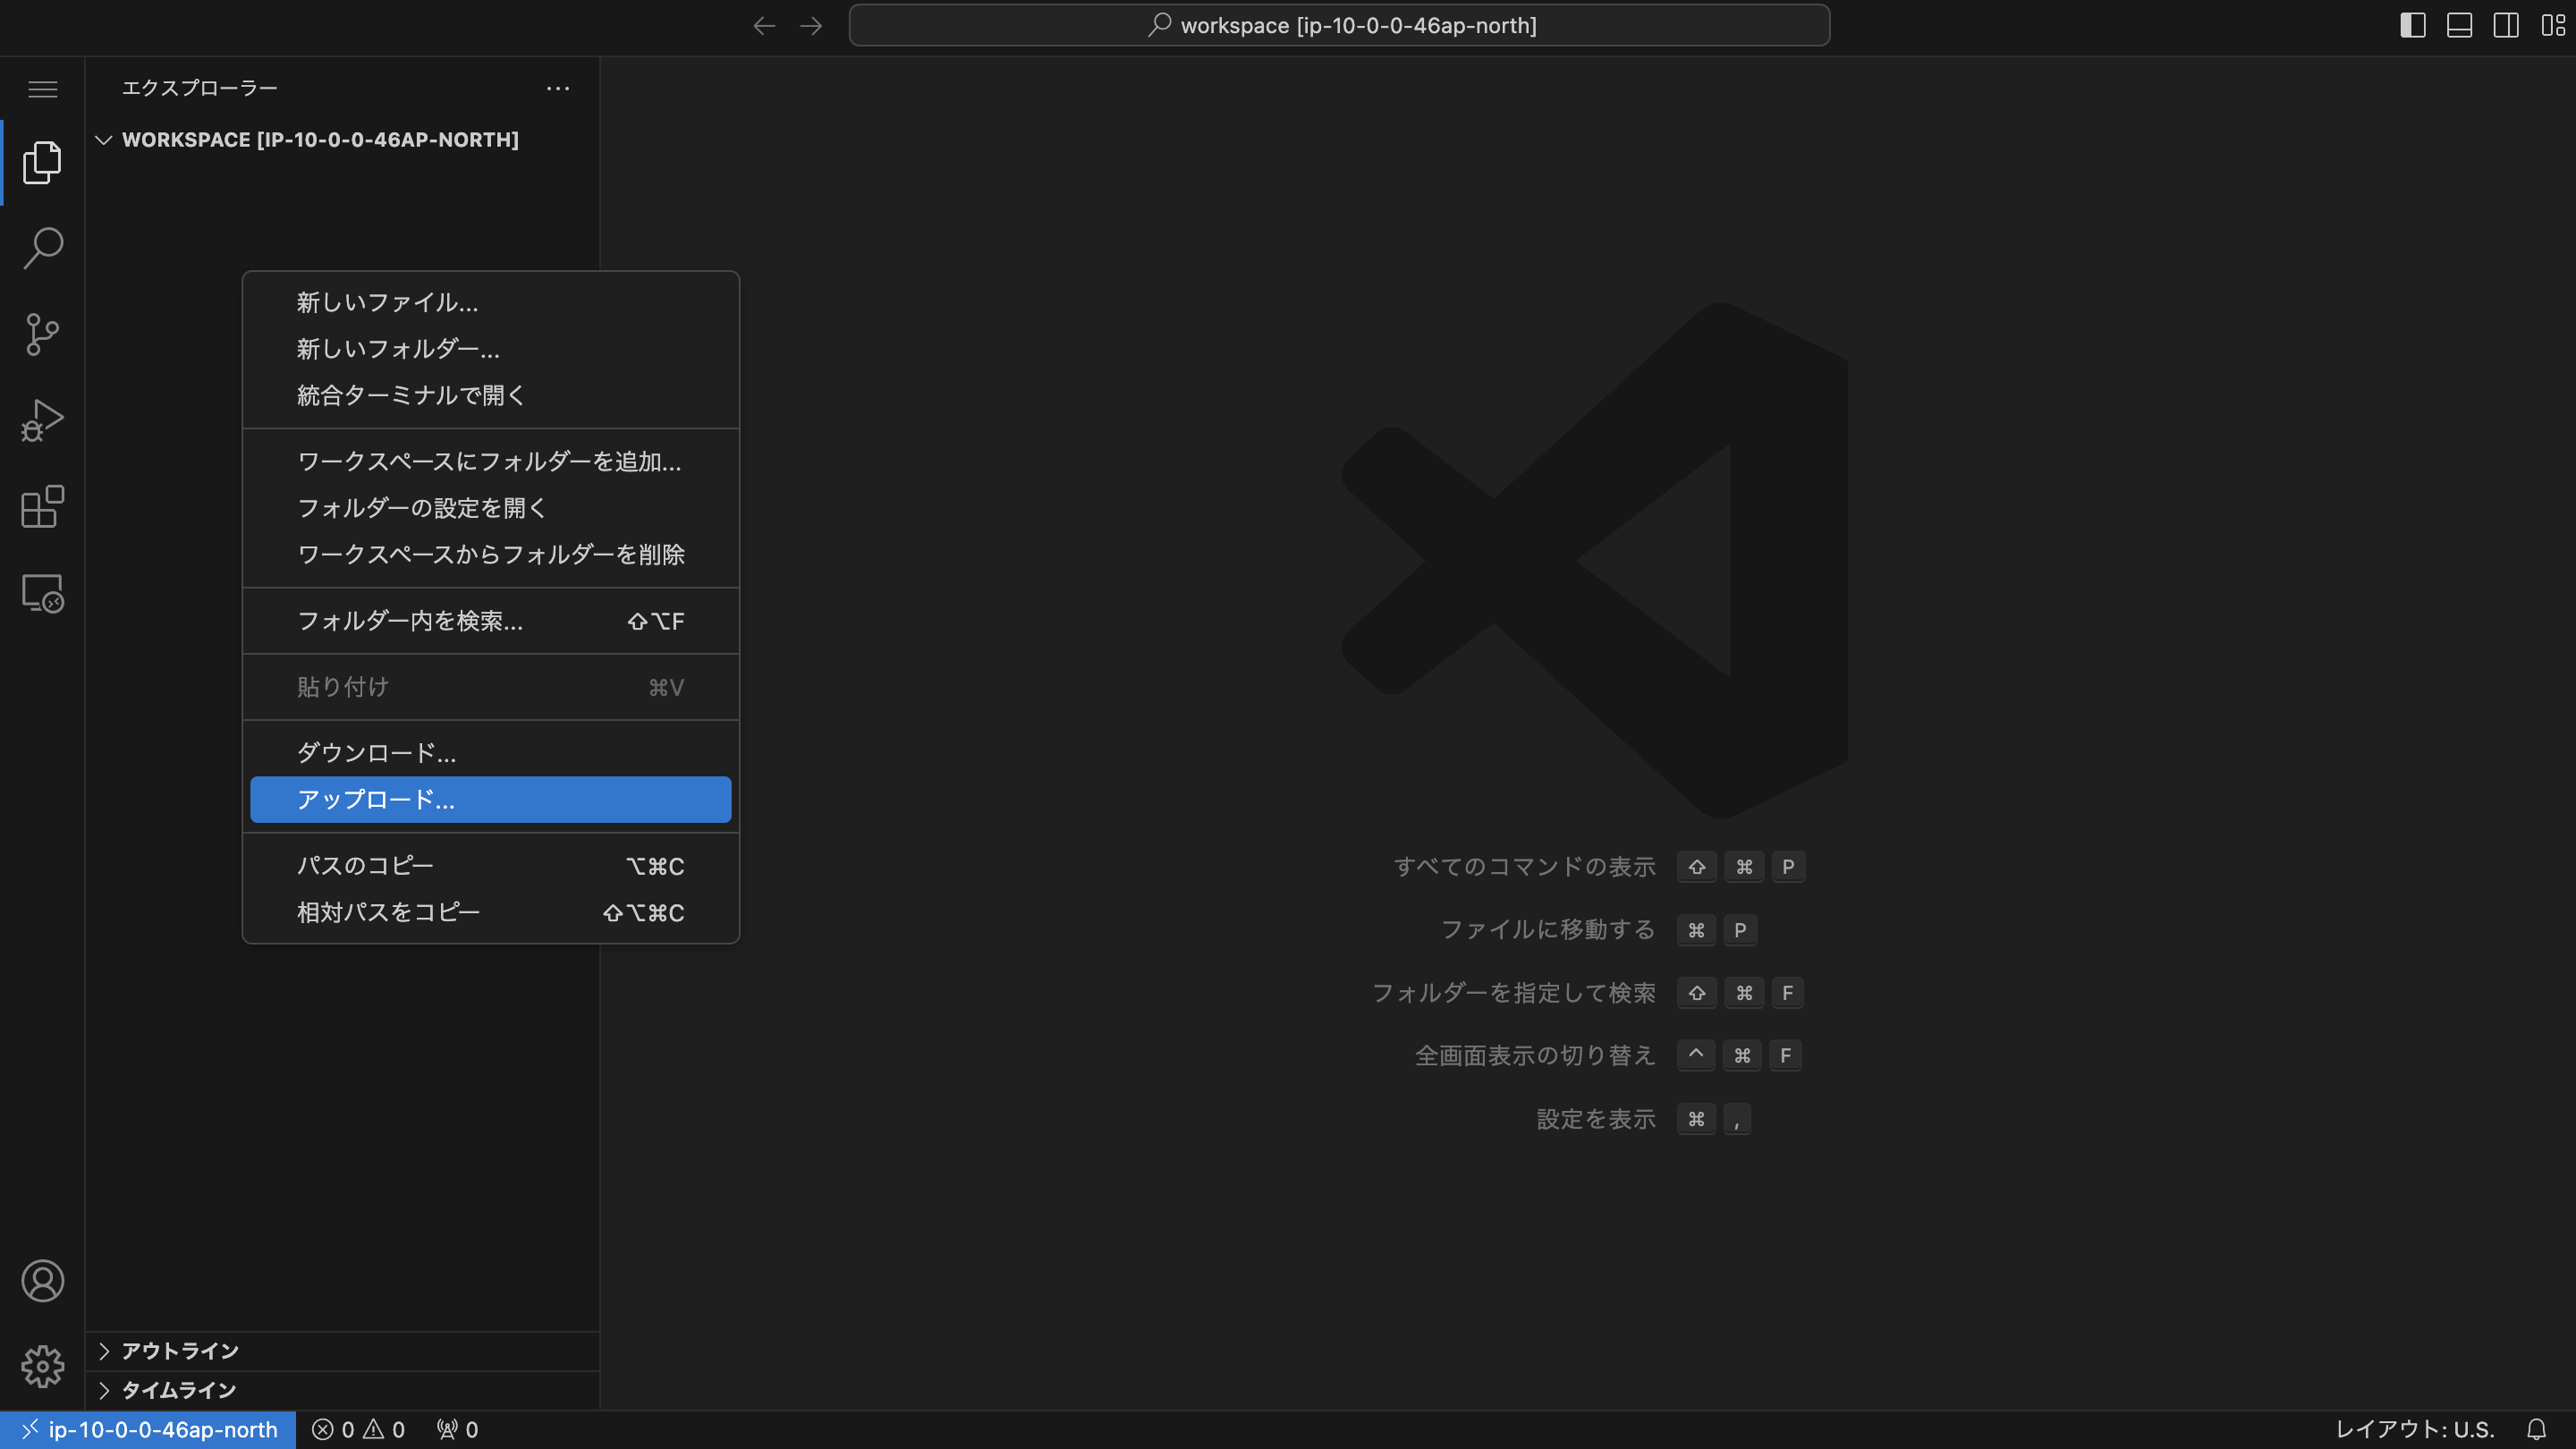 workspace [ip-10-0-0-46ap-north]
エクスプローラー
WORKSPACE [IP-10-0-0-46AP-NORTH]
新しいファイル...
新しいフォルダー...
統合ターミナルで開く
ワークスペースにフォルダーを追加...
フォルダーの設定を開く
ワークスペースからフォルダーを削除
フォルダー内を検索... ⇧⌥F
貼り付け ⌘V
ダウンロード...
アップロード...
パスのコピー ⌥⌘C
相対パスをコピー ⇧⌥⌘C
すべてのコマンドの表示 ⇧ ⌘ P
ファイルに移動する ⌘ P
フォルダーを指定して検索 ⇧ ⌘ F
全画面表示の切り替え ^ ⌘ F
設定を表示 ⌘ ,
アウトライン
タイムライン
ip-10-0-0-46ap-north 0 0 0 レイアウト: U.S.